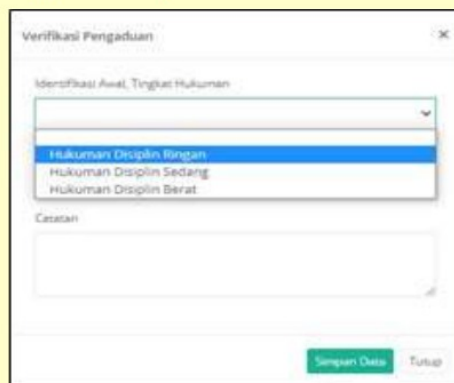 Verifikasi Pengaduan ×
Identifikasi Awal, Tingkat Hukuman
Hukuman Disiplin Ringan
Hukuman Disiplin Sedang
Hukuman Disiplin Berat
Catatan
Simpan Data Tutup